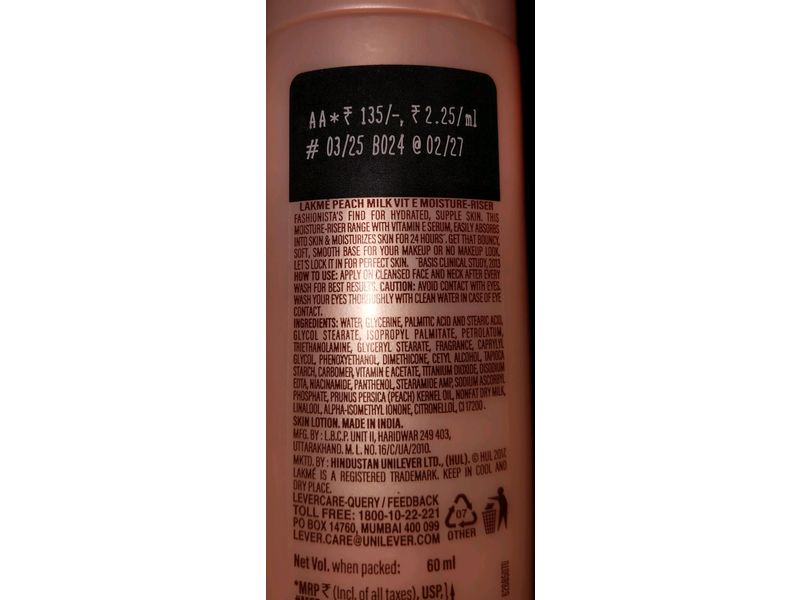 AA*₹ 135/-, ₹ 2.25/ml
# 03/25 B024 @ 02/27
LAKMÉ PEACH MILK VIT E MOISTURE-RISER
FASHIONISTA'S FIND FOR HYDRATED, SUPPLE SKIN. THIS
MOISTURE-RISER RANGE WITH VITAMIN E SERUM, EASILY ABSORBS
INTO SKIN & MOISTURIZES SKIN FOR 24 HOURS*. GET THAT BOUNCY,
SOFT, SMOOTH BASE FOR YOUR MAKEUP OR NO MAKEUP LOOK.
LET'S LOCK IT IN FOR PERFECT SKIN. *BASIS CLINICAL STUDY, 2013
HOW TO USE: APPLY ON CLEANSED FACE AND NECK AFTER EVERY
WASH FOR BEST RESULTS. CAUTION: AVOID CONTACT WITH EYES.
WASH YOUR EYES THOROUGHLY WITH CLEAN WATER IN CASE OF EYE
CONTACT.
INGREDIENTS: WATER, GLYCERINE, PALMITIC ACID AND STEARIC ACID,
GLYCOL STEARATE, ISOPROPYL PALMITATE, PETROLATUM,
TRIETHANOLAMINE, GLYCERYL STEARATE, FRAGRANCE, CAPRYLYL
GLYCOL, PHENOXYETHANOL, DIMETHICONE, CETYL ALCOHOL, TAPIOCA
STARCH, CARBOMER, VITAMIN E ACETATE, TITANIUM DIOXIDE, DISODIUM
EDTA, NIACINAMIDE, PANTHENOL, STEARAMIDE AMP, SODIUM ASCORBYL
PHOSPHATE, PRUNUS PERSICA (PEACH) KERNEL OIL, NONFAT DRY MILK,
LINALOOL, ALPHA-ISOMETHYL IONONE, CITRONELLOL, CI 17200.
SKIN LOTION. MADE IN INDIA.
MFG. BY: L.B.C.P. UNIT II, HARIDWAR 249 403,
UTTARAKHAND. M. L. NO. 16/C/UA/2010.
MKTD. BY: HINDUSTAN UNILEVER LTD., (HUL). © HUL 2017
LAKMÉ IS A REGISTERED TRADEMARK. KEEP IN COOL AND
DRY PLACE.
LEVERCARE-QUERY / FEEDBACK
TOLL FREE: 1800-10-22-221
PO BOX 14760, MUMBAI 400 099
LEVER.CARE@UNILEVER.COM
07
OTHER
Net Vol. when packed: 60 ml
*MRP ₹ (Incl. of all taxes), USP,